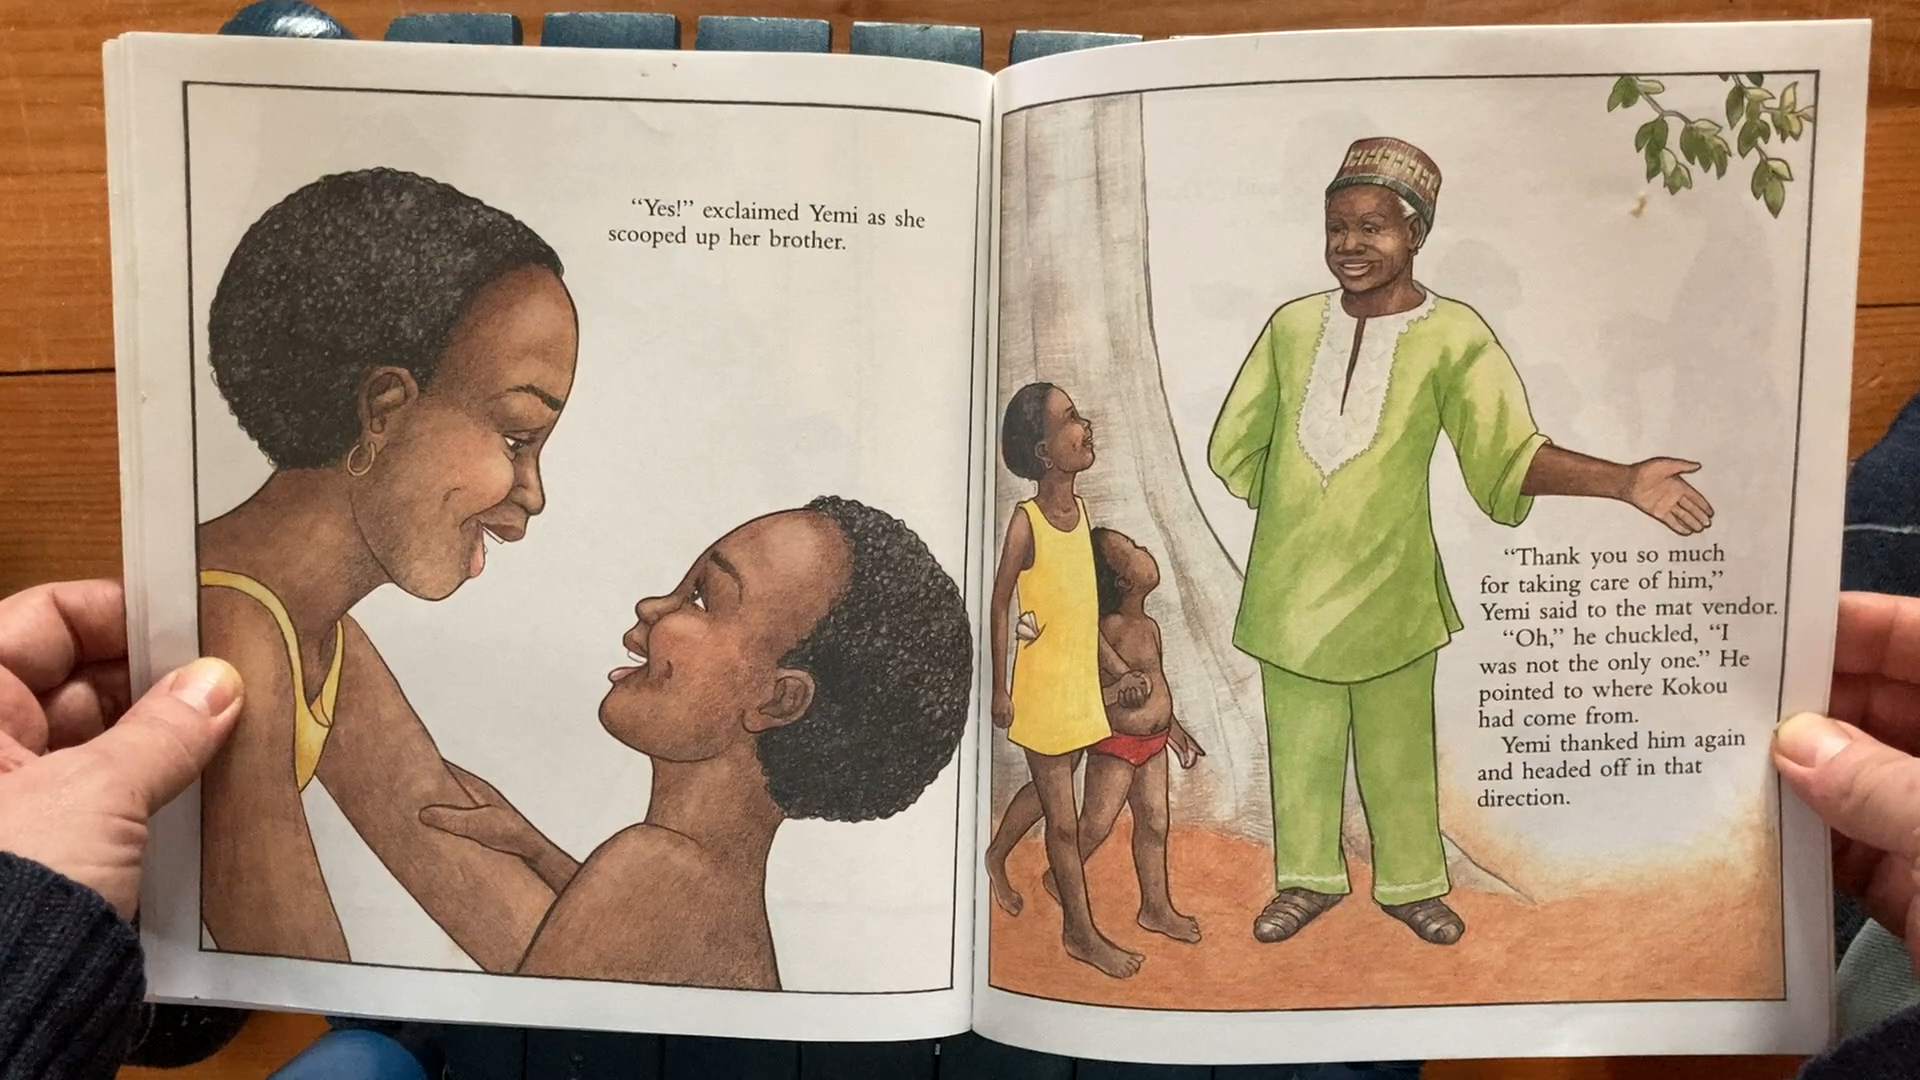 “Yes!” exclaimed Yemi as she
scooped up her brother.
“Thank you so much
for taking care of him,”
Yemi said to the mat vendor.
“Oh,” he chuckled, “I
was not the only one.” He
pointed to where Kokou
had come from.
Yemi thanked him again
and headed off in that
direction.